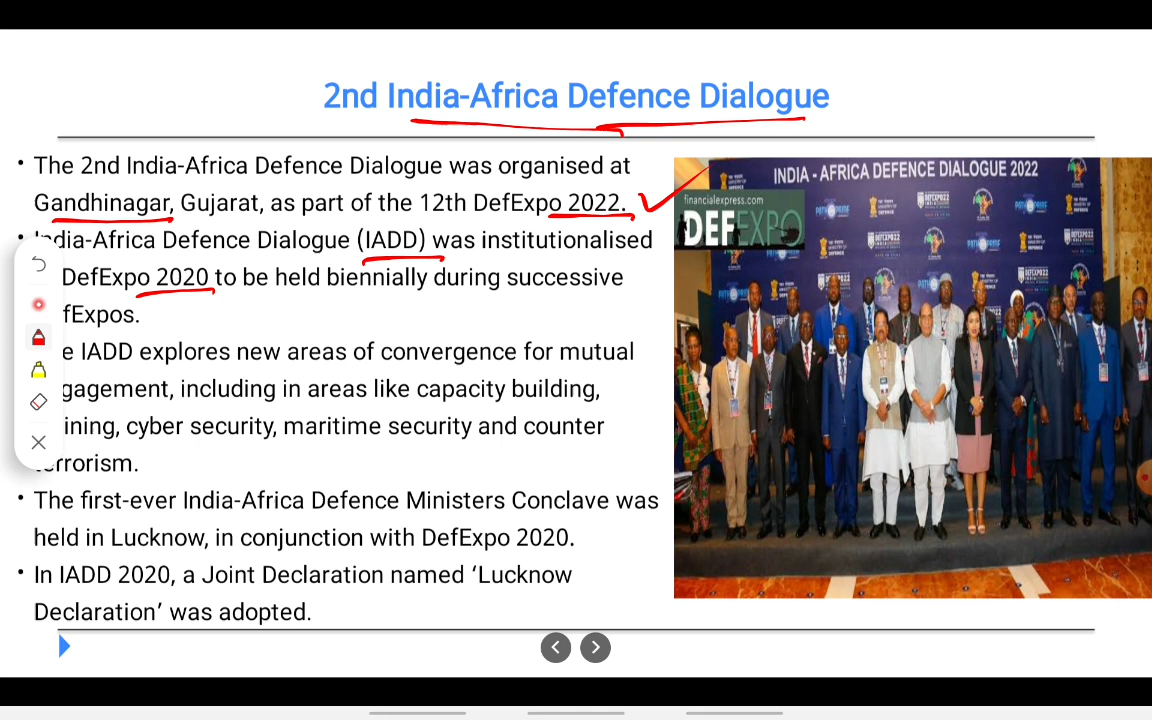 2nd India-Africa Defence Dialogue
• The 2nd India-Africa Defence Dialogue was organised at
Gandhinagar, Gujarat, as part of the 12th DefExpo 2022.
India-Africa Defence Dialogue (IADD) was institutionalised
DefExpo 2020 to be held biennially during successive
fExpos.
e IADD explores new areas of convergence for mutual
gagement, including in areas like capacity building,
ining, cyber security, maritime security and counter
terrorism.
• The first-ever India-Africa Defence Ministers Conclave was
held in Lucknow, in conjunction with DefExpo 2020.
• In IADD 2020, a Joint Declaration named ‘Lucknow
Declaration’ was adopted.
INDIA - AFRICA DEFENCE DIALOGUE 2022
financialexpress.com
DEFEXPO